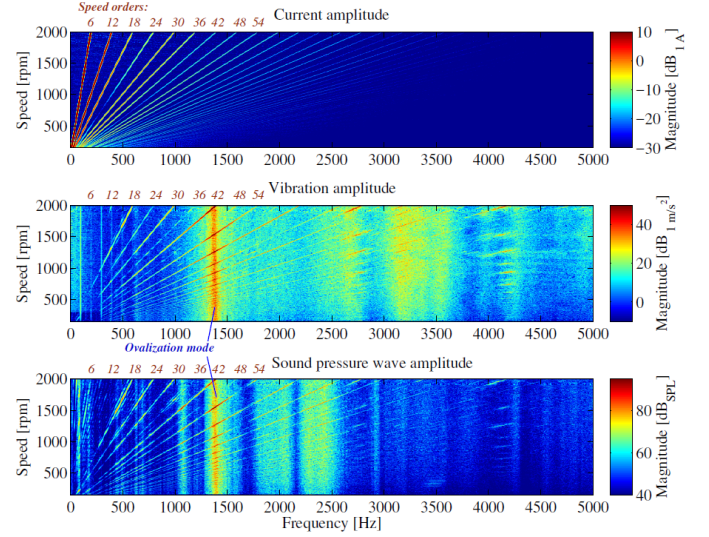 Speed orders:
6 12 18 24 30 36 42 48 54
Current amplitude
Speed [rpm]
2000
1500
1000
500
0 500 1000 1500 2000 2500 3000 3500 4000 4500 5000
10
0
−10
−20
−30
Magnitude [dB 1 A]
Vibration amplitude
6 12 18 24 30 36 42 48 54
Speed [rpm]
2000
1500
1000
500
0 500 1000 1500 2000 2500 3000 3500 4000 4500 5000
40
20
0
Magnitude [dB 1 m/s²]
Ovalization mode
Sound pressure wave amplitude
6 12 18 24 30 36 42 48 54
Speed [rpm]
2000
1500
1000
500
0 500 1000 1500 2000 2500 3000 3500 4000 4500 5000
Frequency [Hz]
80
60
40
Magnitude [dB SPL]